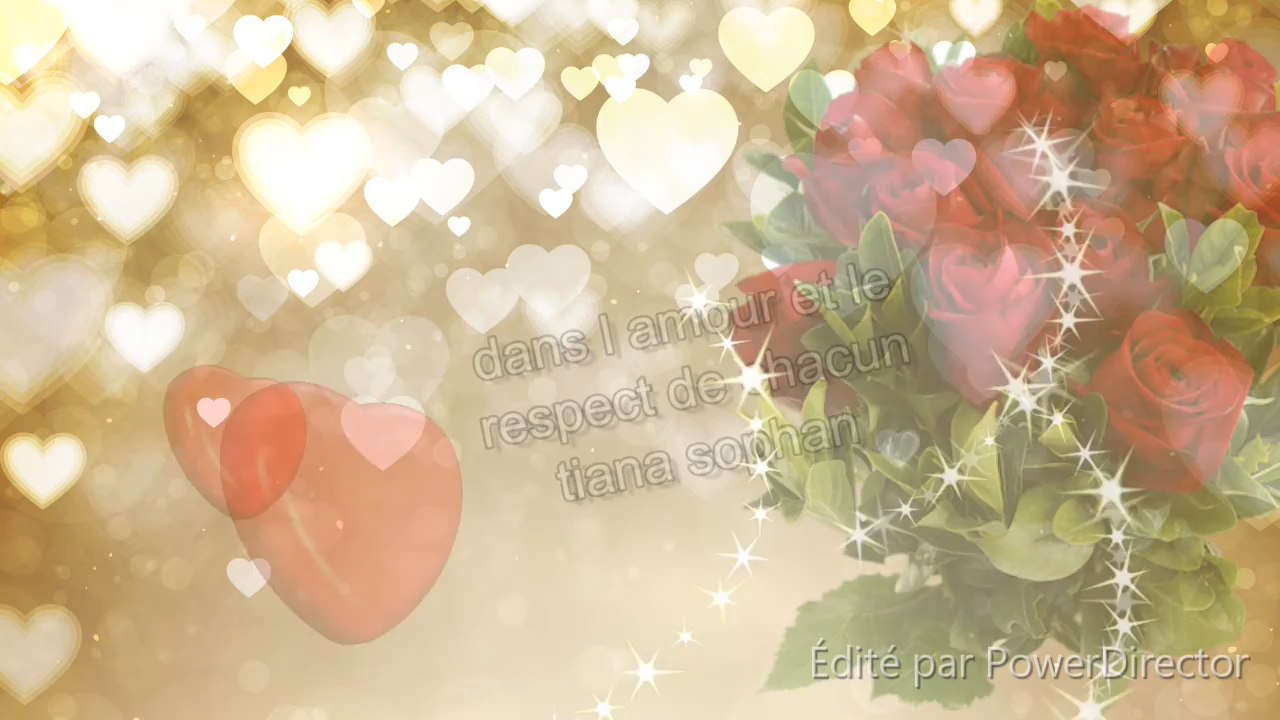 dans l amour et le
respect de chacun
tiana sophan
Édité par PowerDirector